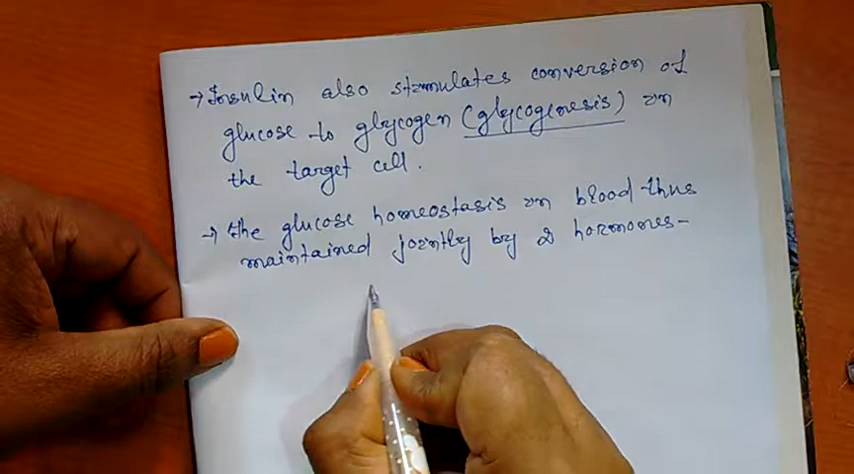 → Insulin also stimulates conversion of
glucose to glycogen (glycogenesis) in
the target cell.
→ the glucose homeostasis in blood thus
maintained jointly by 2 hormones-